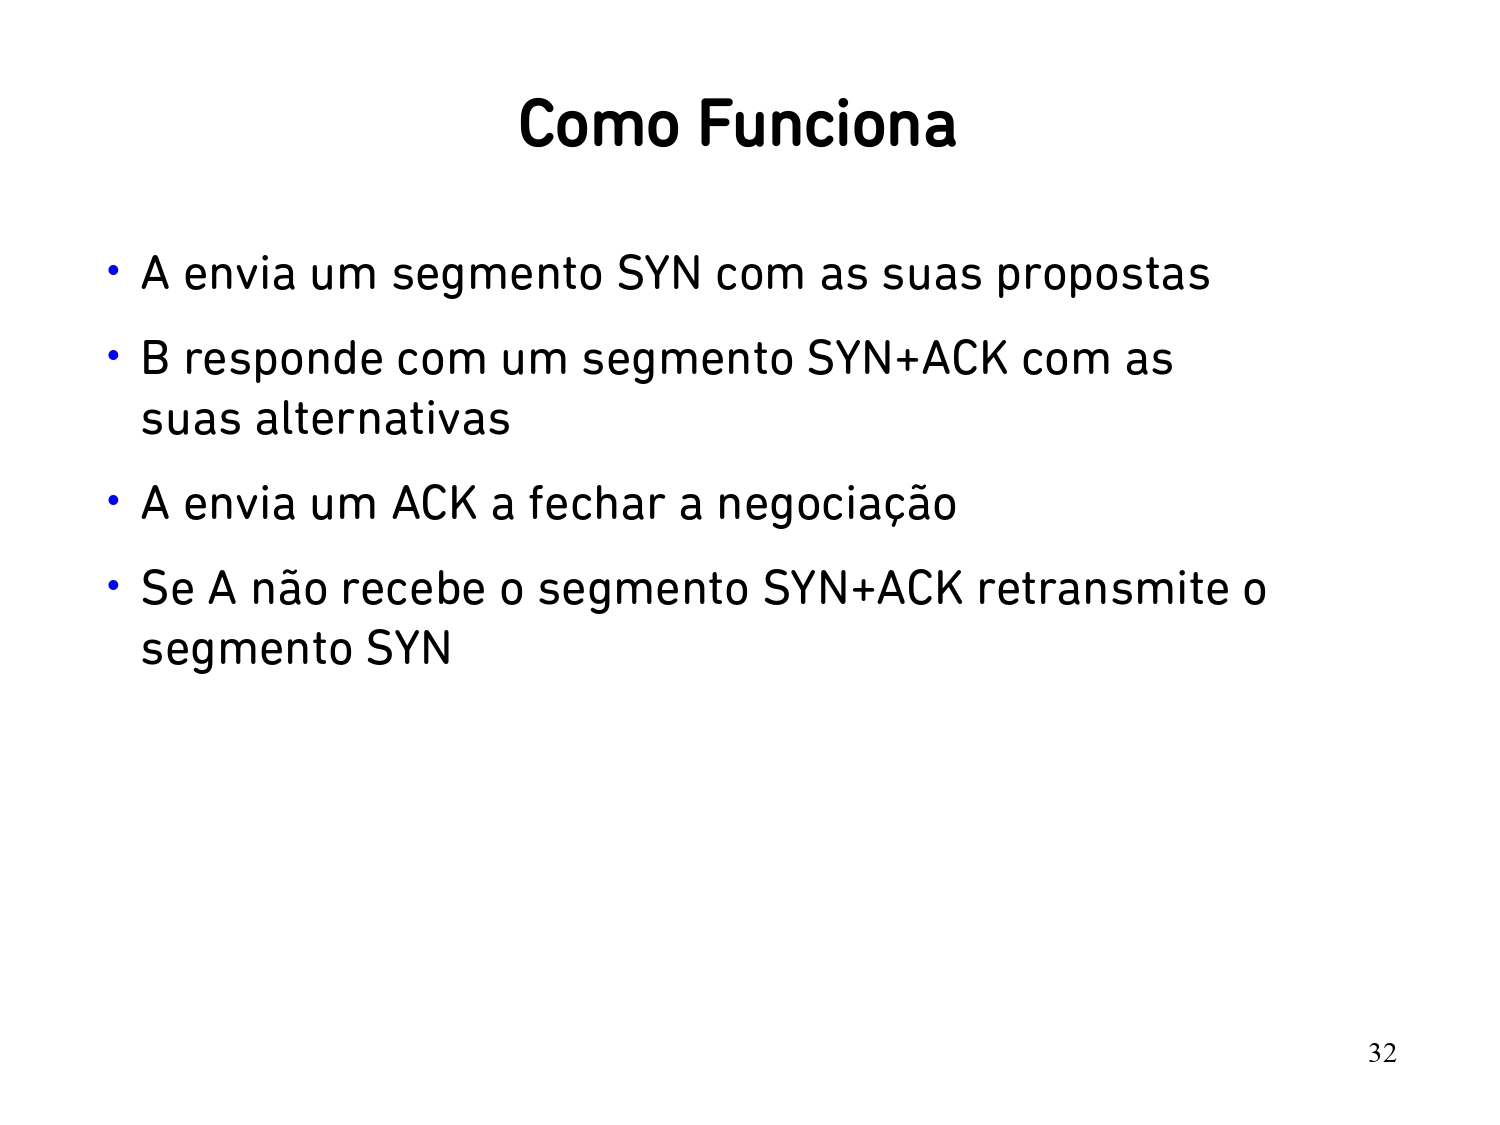 Como Funciona
• A envia um segmento SYN com as suas propostas
• B responde com um segmento SYN+ACK com as
suas alternativas
• A envia um ACK a fechar a negociação
• Se A não recebe o segmento SYN+ACK retransmite o
segmento SYN
32